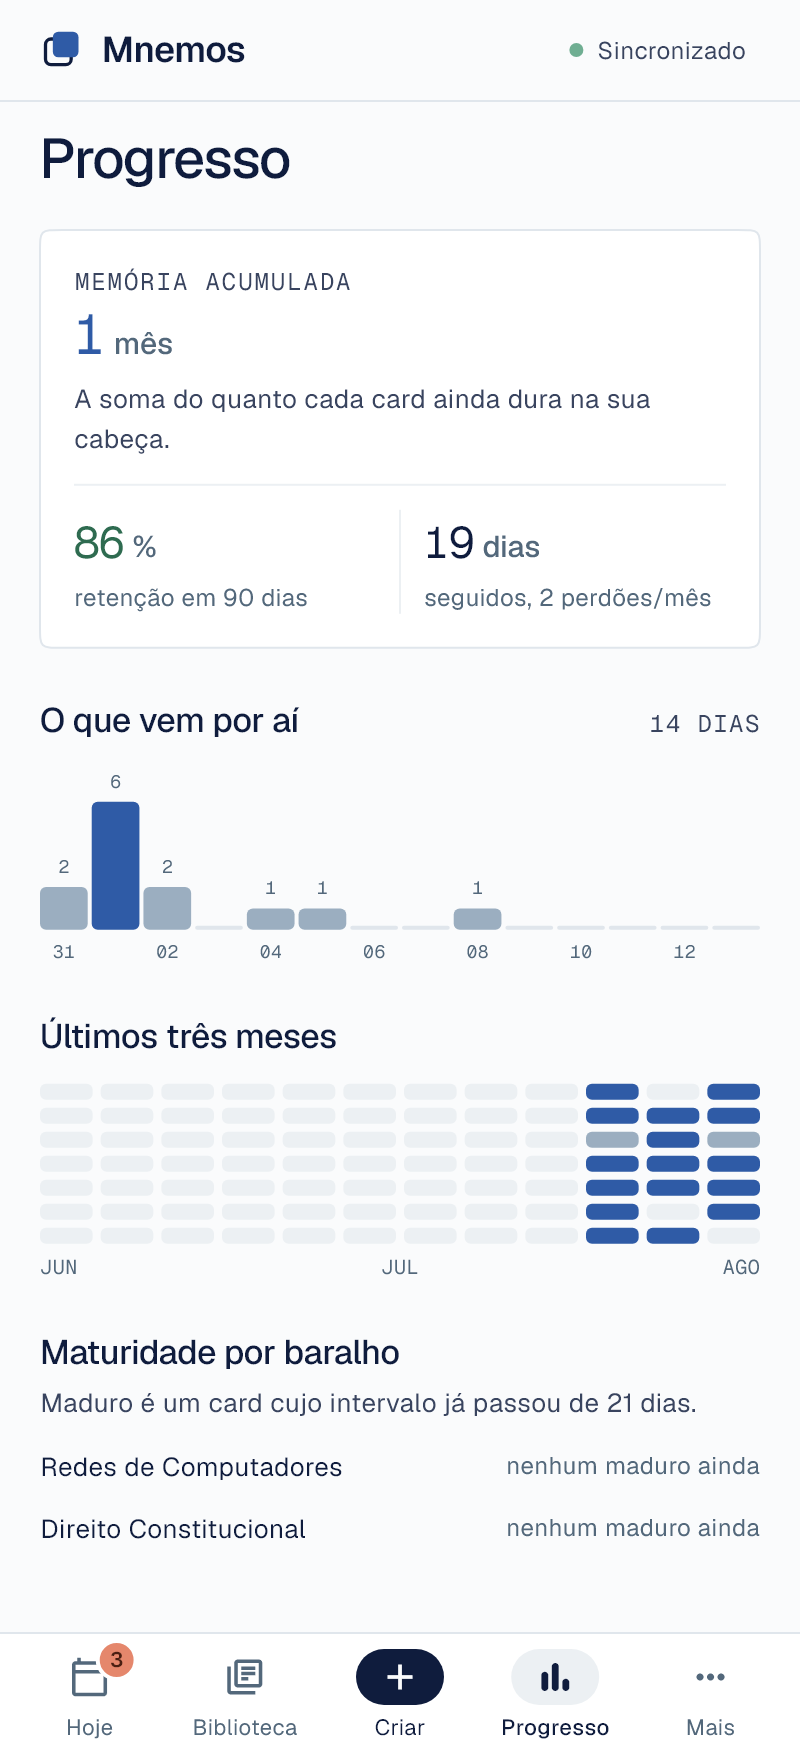 Mnemos
Sincronizado
Progresso
MEMÓRIA ACUMULADA
1 mês
A soma do quanto cada card ainda dura na sua
cabeça.
86 %
retenção em 90 dias
19 dias
seguidos, 2 perdões/mês
O que vem por aí
14 DIAS
2 6 2 1 1 1
31 02 04 06 08 10 12
Últimos três meses
JUN JUL AGO
Maturidade por baralho
Maduro é um card cujo intervalo já passou de 21 dias.
Redes de Computadores nenhum maduro ainda
Direito Constitucional nenhum maduro ainda
3
Hoje Biblioteca Criar Progresso Mais